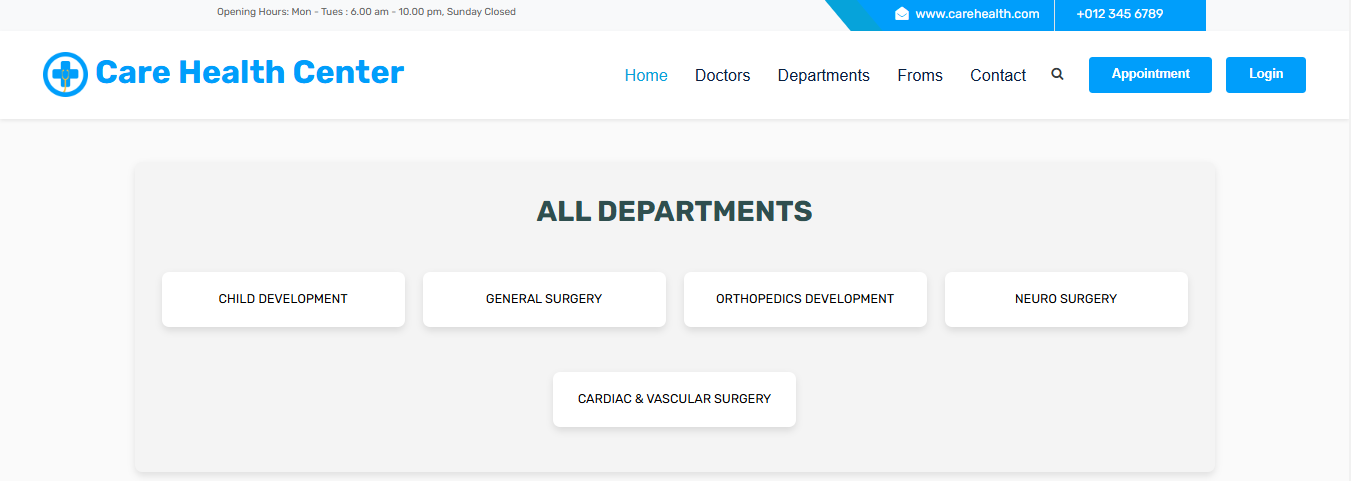 Opening Hours: Mon - Tues : 6.00 am - 10.00 pm, Sunday Closed
www.carehealth.com
+012 345 6789
Care Health Center
Home Doctors Departments Froms Contact Appointment Login
ALL DEPARTMENTS
CHILD DEVELOPMENT
GENERAL SURGERY
ORTHOPEDICS DEVELOPMENT
NEURO SURGERY
CARDIAC & VASCULAR SURGERY